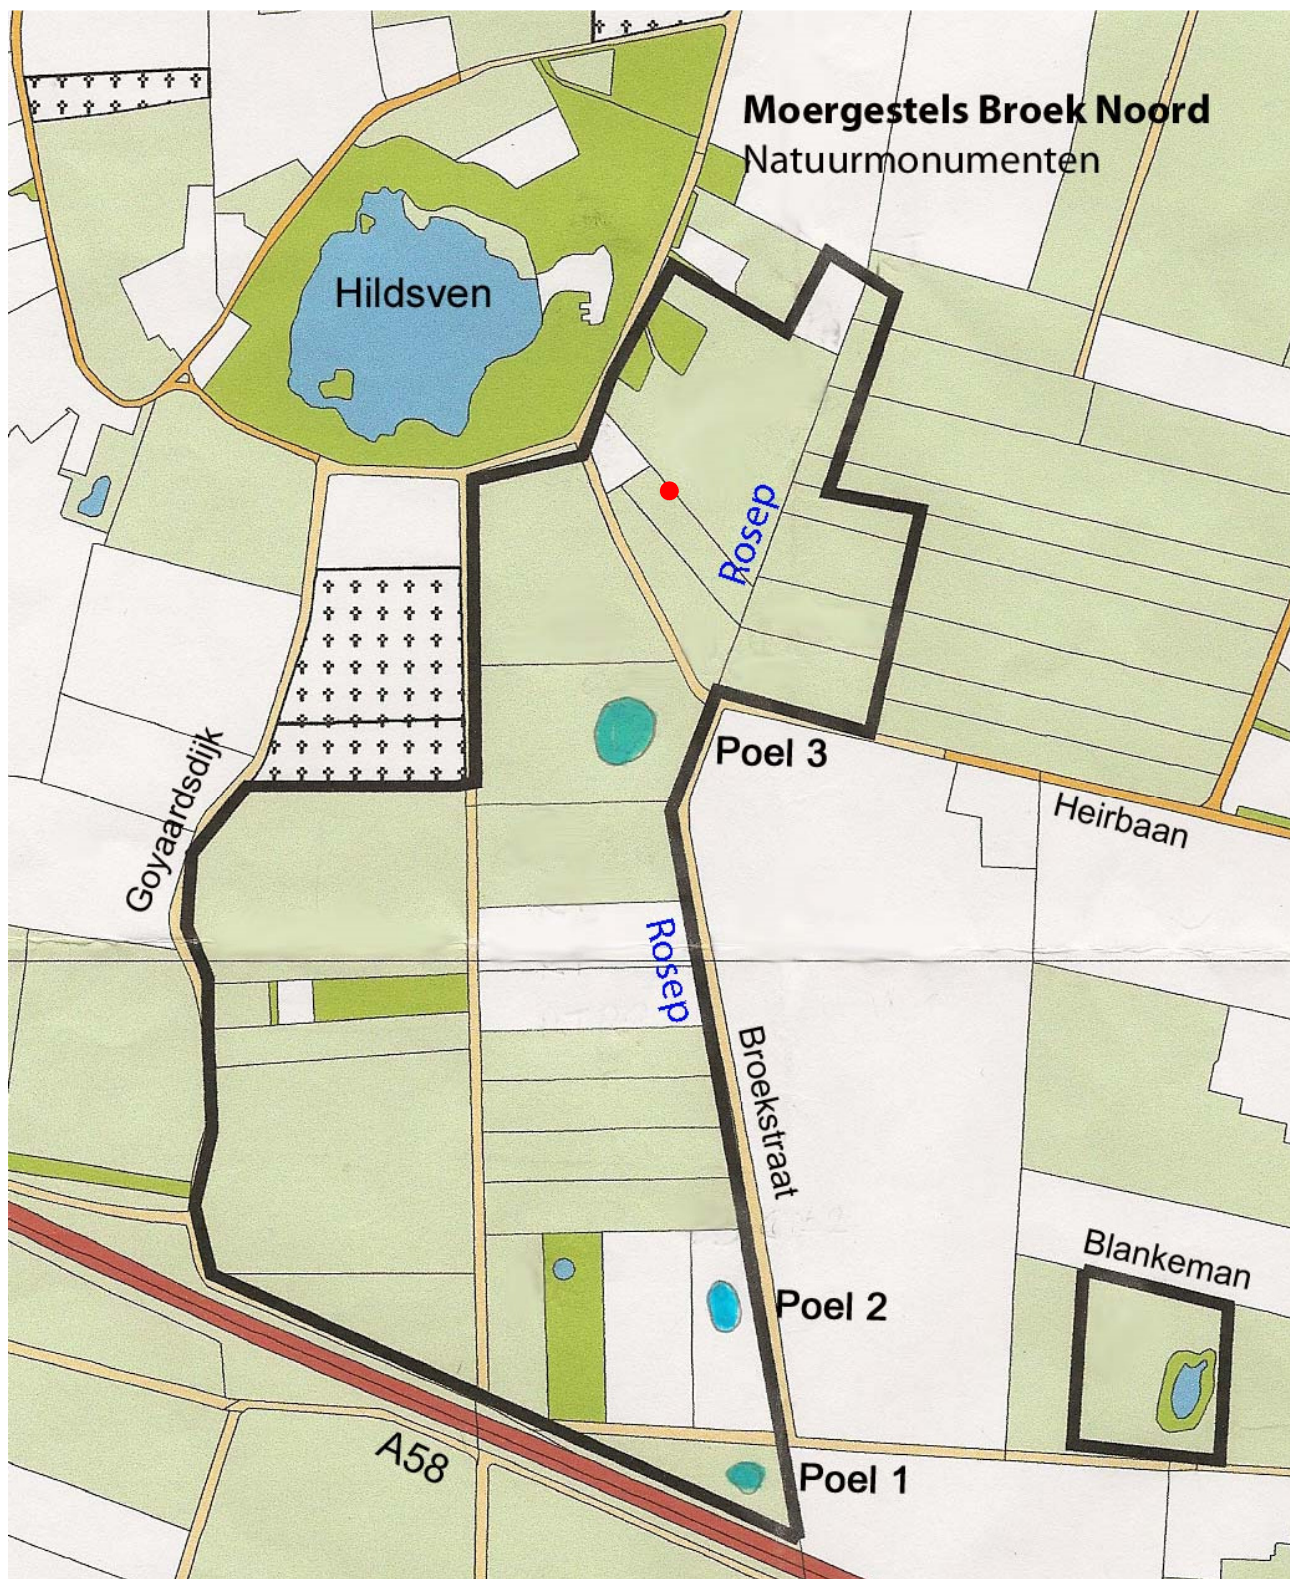 Moergestels Broek Noord
Natuurmonumenten
Hildsven
Rosep
Poel 3
Goyaardsdijk
Heirbaan
Rosep
Broekstraat
Blankeman
Poel 2
A58
Poel 1